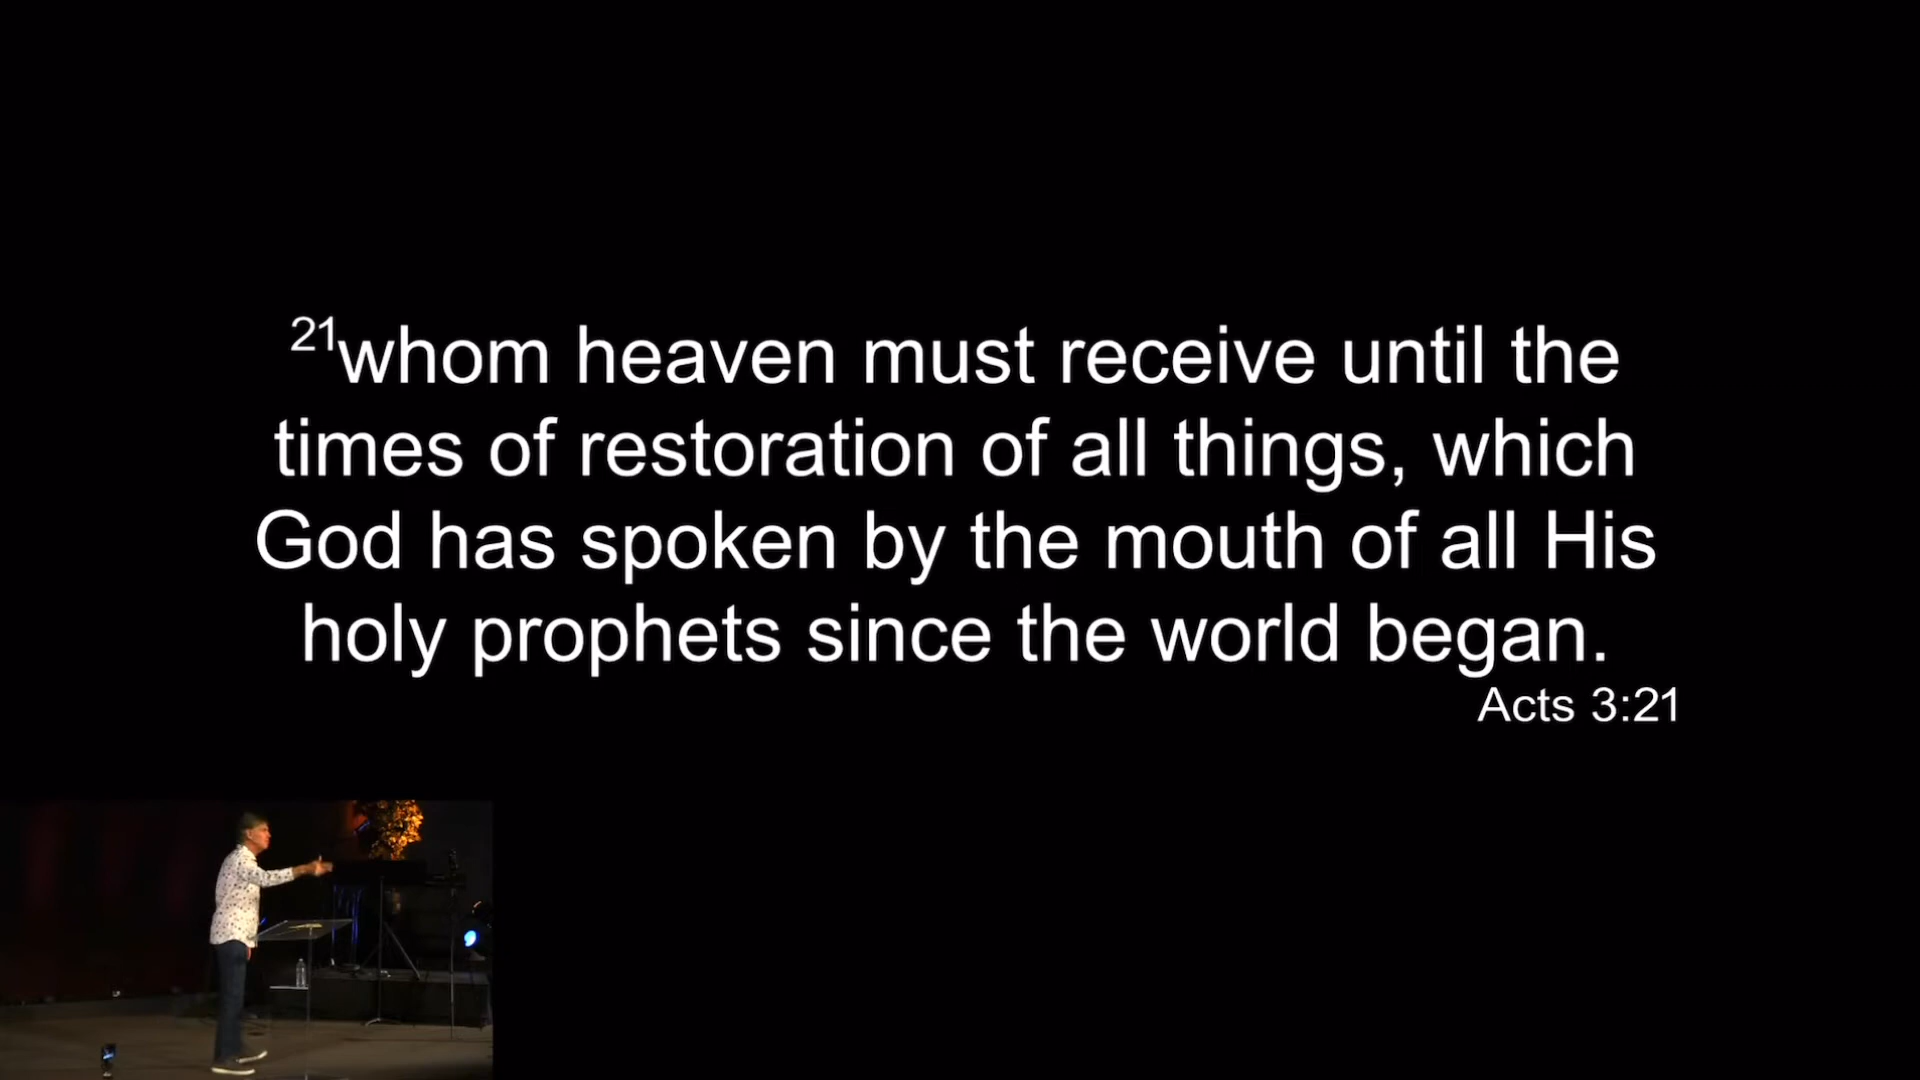 21whom heaven must receive until the
times of restoration of all things, which
God has spoken by the mouth of all His
holy prophets since the world began.
Acts 3:21